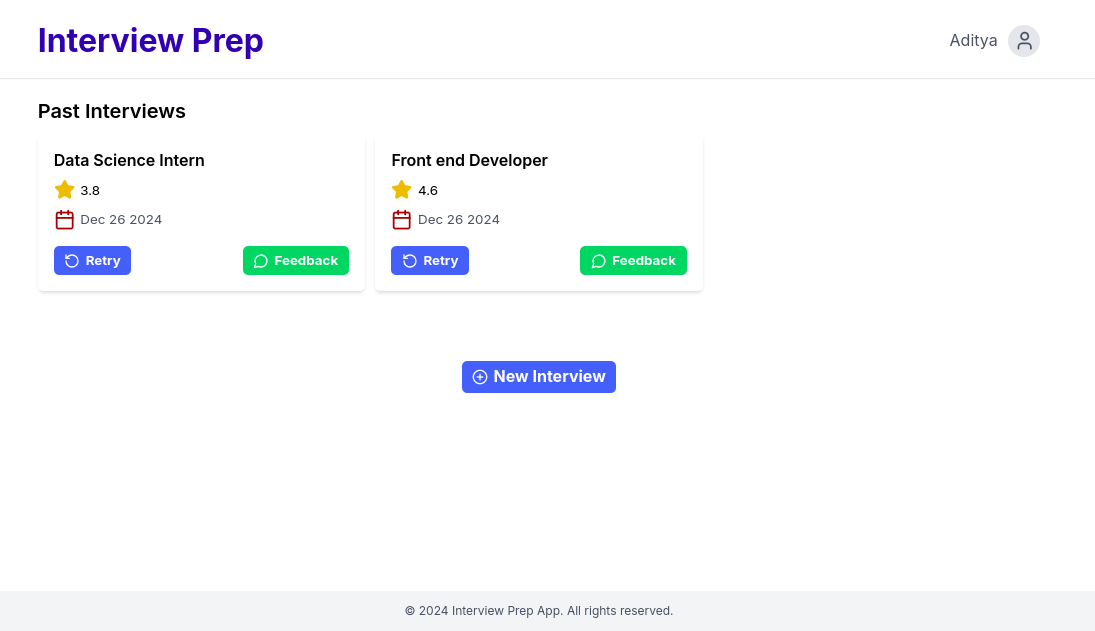 Interview Prep
Aditya
Past Interviews
Data Science Intern
3.8
Dec 26 2024
Retry
Feedback
Front end Developer
4.6
Dec 26 2024
Retry
Feedback
New Interview
© 2024 Interview Prep App. All rights reserved.